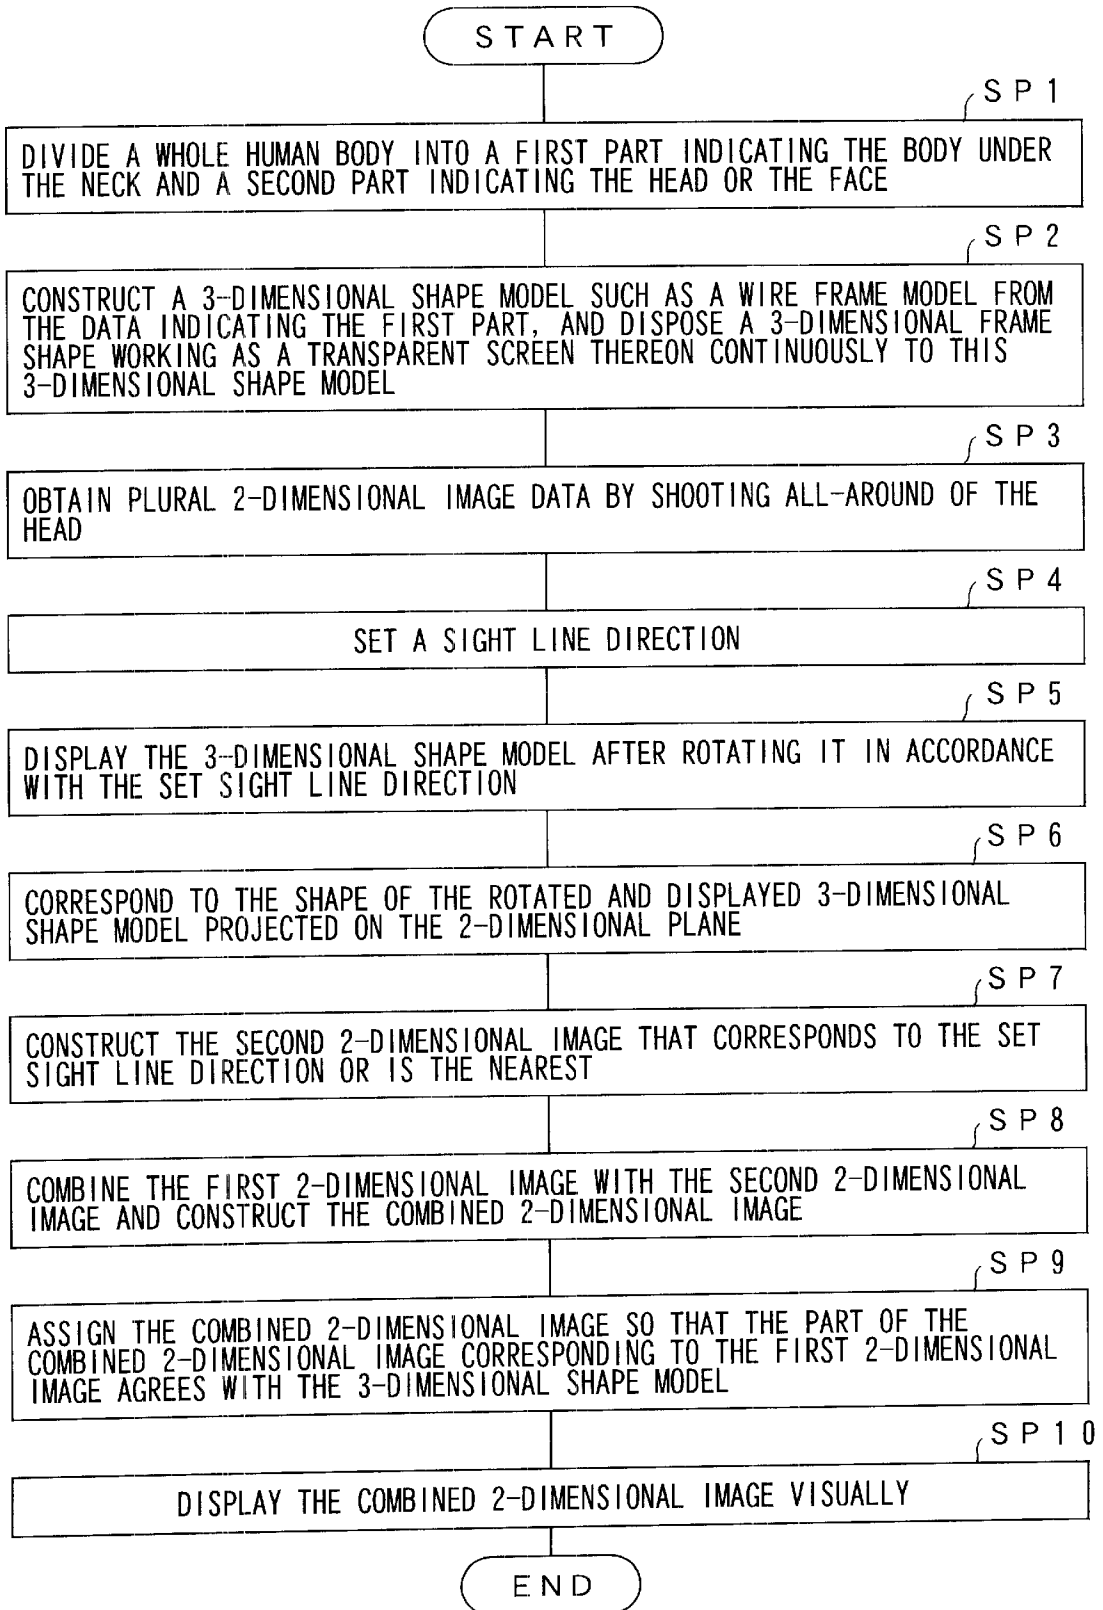 START
SP1
DIVIDE A WHOLE HUMAN BODY INTO A FIRST PART INDICATING THE BODY UNDER
THE NECK AND A SECOND PART INDICATING THE HEAD OR THE FACE
SP2
CONSTRUCT A 3-DIMENSIONAL SHAPE MODEL SUCH AS A WIRE FRAME MODEL FROM
THE DATA INDICATING THE FIRST PART, AND DISPOSE A 3-DIMENSIONAL FRAME
SHAPE WORKING AS A TRANSPARENT SCREEN THEREON CONTINUOUSLY TO THIS
3-DIMENSIONAL SHAPE MODEL
SP3
OBTAIN PLURAL 2-DIMENSIONAL IMAGE DATA BY SHOOTING ALL-AROUND OF THE
HEAD
SP4
SET A SIGHT LINE DIRECTION
SP5
DISPLAY THE 3-DIMENSIONAL SHAPE MODEL AFTER ROTATING IT IN ACCORDANCE
WITH THE SET SIGHT LINE DIRECTION
SP6
CORRESPOND TO THE SHAPE OF THE ROTATED AND DISPLAYED 3-DIMENSIONAL
SHAPE MODEL PROJECTED ON THE 2-DIMENSIONAL PLANE
SP7
CONSTRUCT THE SECOND 2-DIMENSIONAL IMAGE THAT CORRESPONDS TO THE SET
SIGHT LINE DIRECTION OR IS THE NEAREST
SP8
COMBINE THE FIRST 2-DIMENSIONAL IMAGE WITH THE SECOND 2-DIMENSIONAL
IMAGE AND CONSTRUCT THE COMBINED 2-DIMENSIONAL IMAGE
SP9
ASSIGN THE COMBINED 2-DIMENSIONAL IMAGE SO THAT THE PART OF THE
COMBINED 2-DIMENSIONAL IMAGE CORRESPONDING TO THE FIRST 2-DIMENSIONAL
IMAGE AGREES WITH THE 3-DIMENSIONAL SHAPE MODEL
SP10
DISPLAY THE COMBINED 2-DIMENSIONAL IMAGE VISUALLY
END